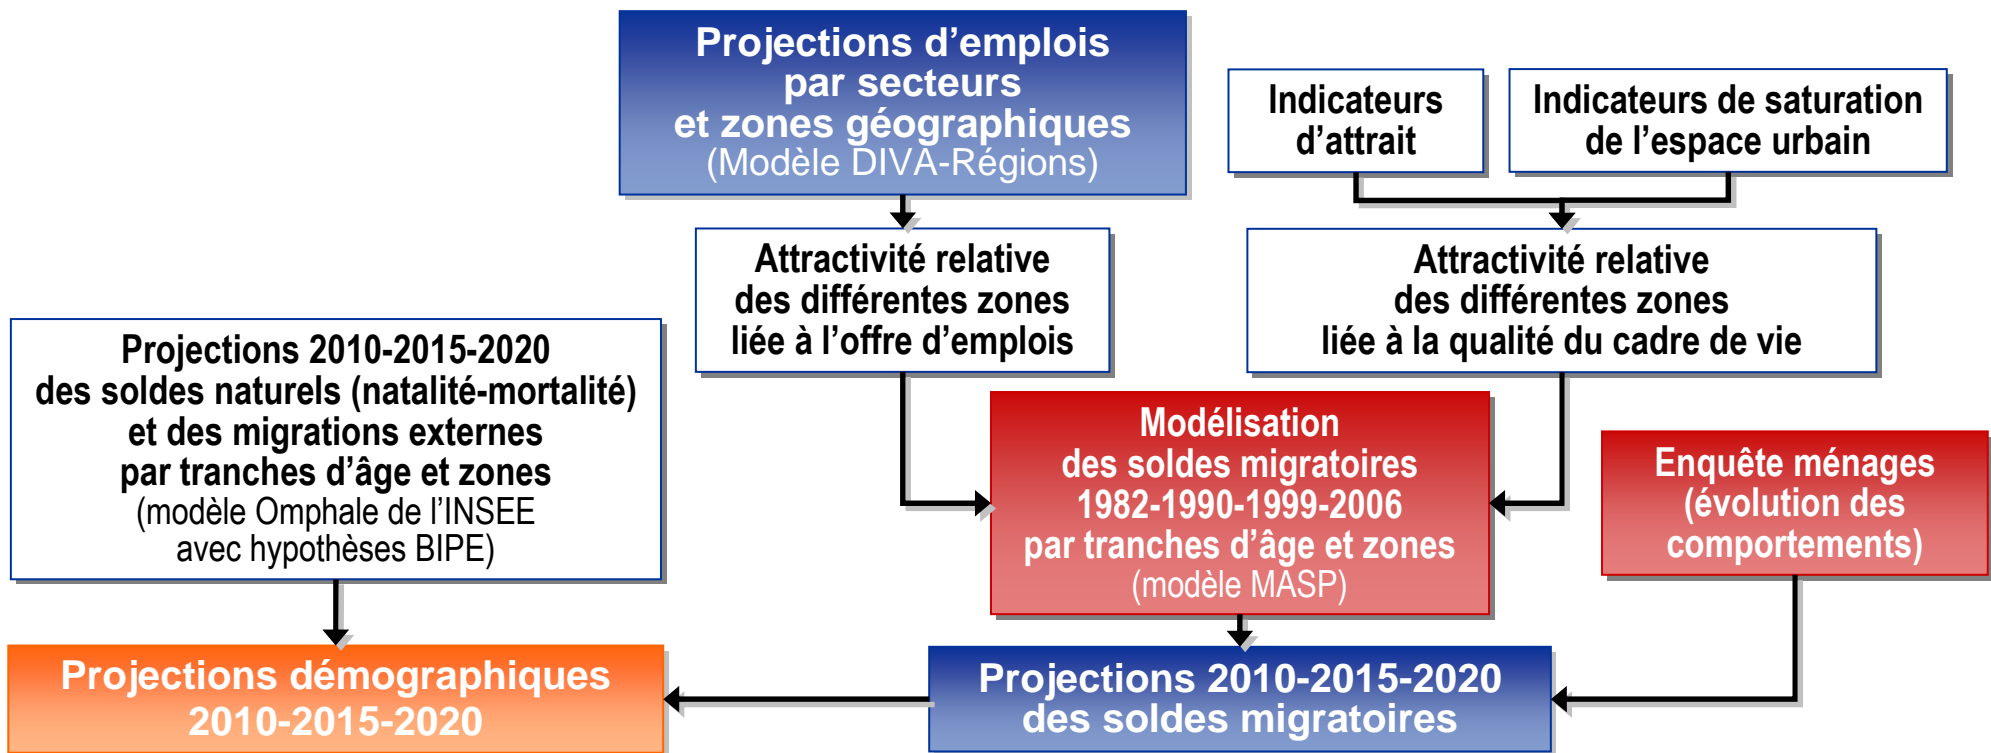 Projections d’emplois
par secteurs
et zones géographiques
(Modèle DIVA-Régions)
Indicateurs
d’attrait
Indicateurs de saturation
de l’espace urbain
Attractivité relative
des différentes zones
liée à l’offre d’emplois
Attractivité relative
des différentes zones
liée à la qualité du cadre de vie
Projections 2010-2015-2020
des soldes naturels (natalité-mortalité)
et des migrations externes
par tranches d’âge et zones
(modèle Omphale de l’INSEE
avec hypothèses BIPE)
Modélisation
des soldes migratoires
1982-1990-1999-2006
par tranches d’âge et zones
(modèle MASP)
Enquête ménages
(évolution des
comportements)
Projections démographiques
2010-2015-2020
Projections 2010-2015-2020
des soldes migratoires